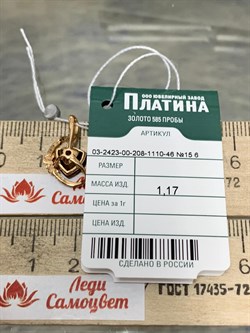 ООО ЮВЕЛИРНЫЙ ЗАВОД
ПЛАТИНА
ЗОЛОТО 585 ПРОБЫ
АРТИКУЛ
03-2423-00-208-1110-46 №15 6
РАЗМЕР
МАССА ИЗД. 1,17
ЦЕНА за 1г
ЦЕНА ИЗД.
СДЕЛАНО В РОССИИ
Леди
Самоцвет
15
Леди
Самоцвет
ГОСТ 17435-72